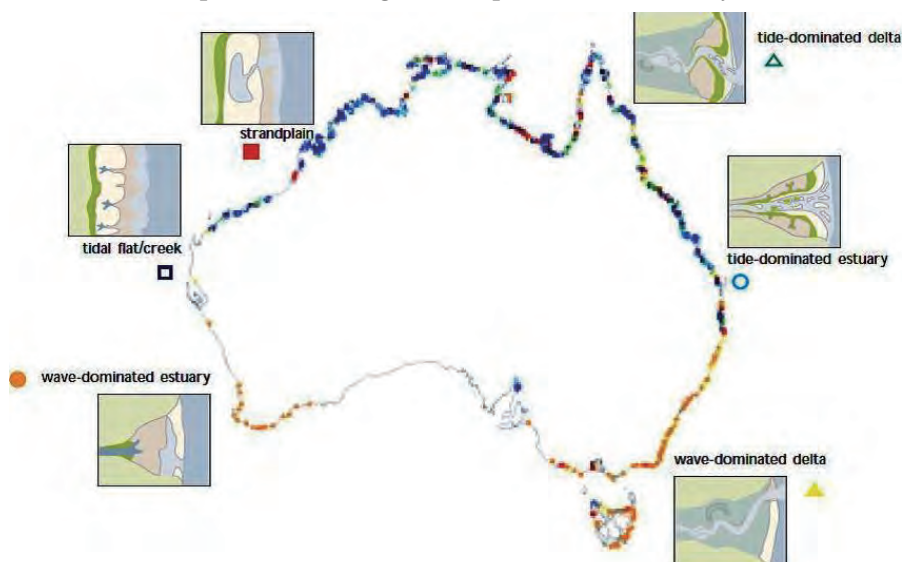 tide-dominated delta
strandplain
tidal flat/creek
tide-dominated estuary
wave-dominated estuary
wave-dominated delta